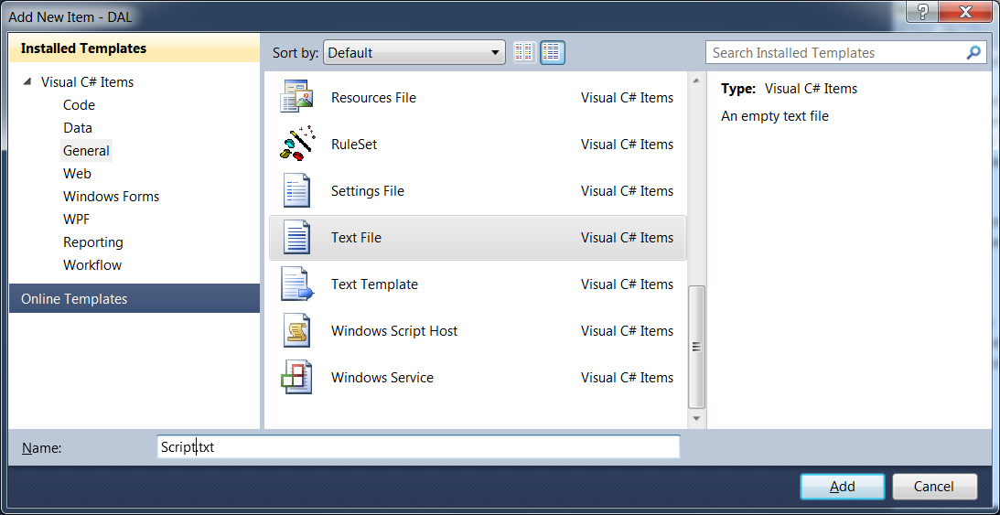 Add New Item - DAL
Installed Templates
Visual C# Items
Code
Data
General
Web
Windows Forms
WPF
Reporting
Workflow
Online Templates
Sort by: Default
Search Installed Templates
Resources File Visual C# Items
RuleSet Visual C# Items
Settings File Visual C# Items
Text File Visual C# Items
Text Template Visual C# Items
Windows Script Host Visual C# Items
Windows Service Visual C# Items
Type: Visual C# Items
An empty text file
Name: Script.txt
Add Cancel